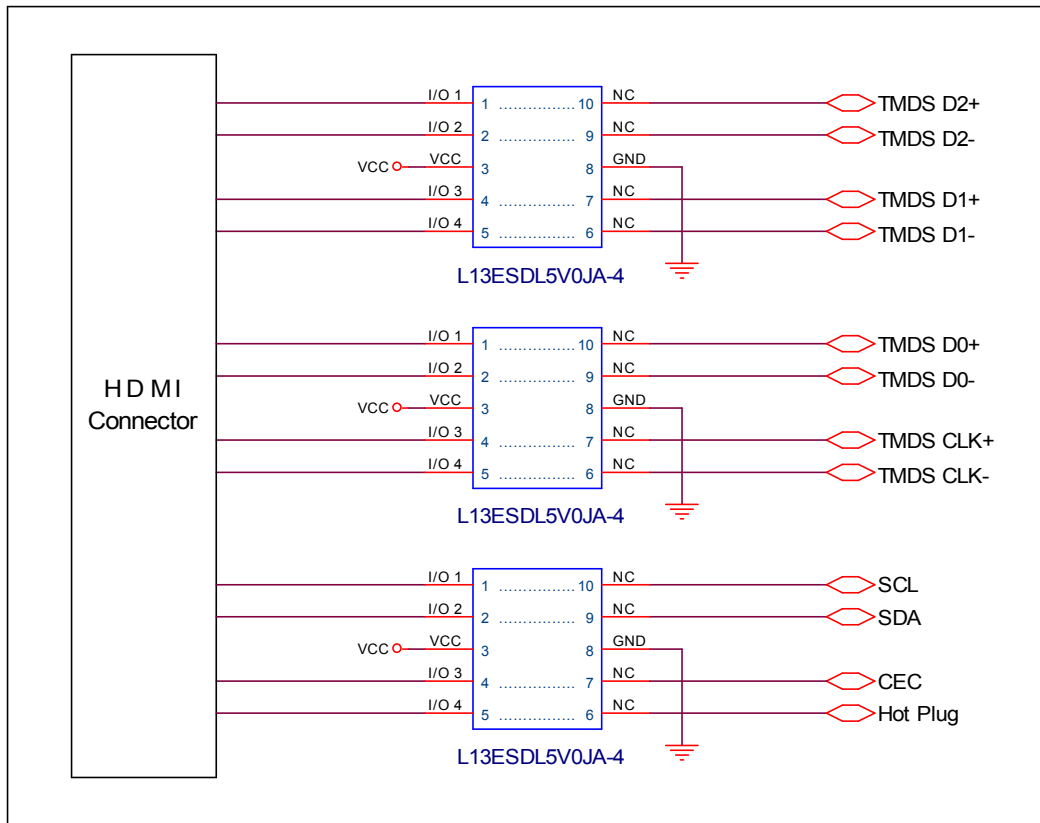 I/O 1 1 ............... 10 NC TMDS D2+
I/O 2 2 ............... 9 NC TMDS D2-
VCC VCC 3 8 GND
I/O 3 4 ............... 7 NC TMDS D1+
I/O 4 5 ............... 6 NC TMDS D1-
L13ESDL5V0JA-4
I/O 1 1 ............... 10 NC TMDS D0+
I/O 2 2 ............... 9 NC TMDS D0-
VCC VCC 3 8 GND
I/O 3 4 ............... 7 NC TMDS CLK+
I/O 4 5 ............... 6 NC TMDS CLK-
L13ESDL5V0JA-4
HDMI
Connector
I/O 1 1 ............... 10 NC SCL
I/O 2 2 ............... 9 NC SDA
VCC VCC 3 8 GND
I/O 3 4 ............... 7 NC CEC
I/O 4 5 ............... 6 NC Hot Plug
L13ESDL5V0JA-4